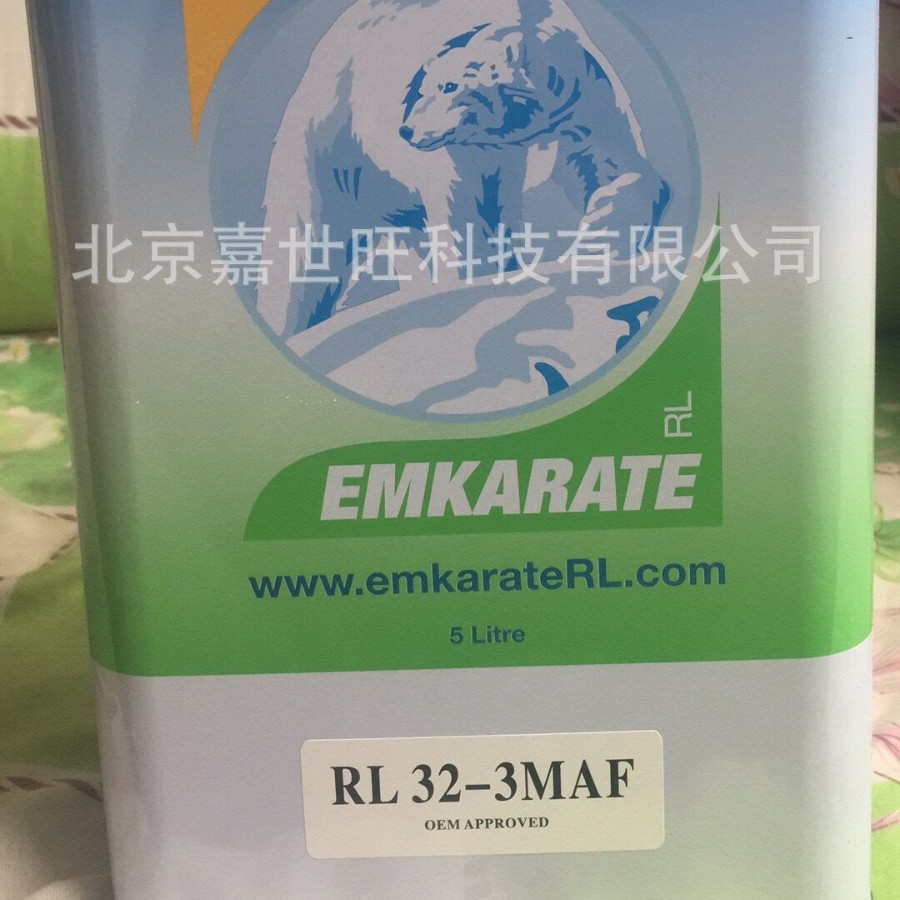 北京嘉世旺科技有限公司
RL
EMKARATE
www.emkarateRL.com
5 Litre
RL 32-3MAF
OEM APPROVED